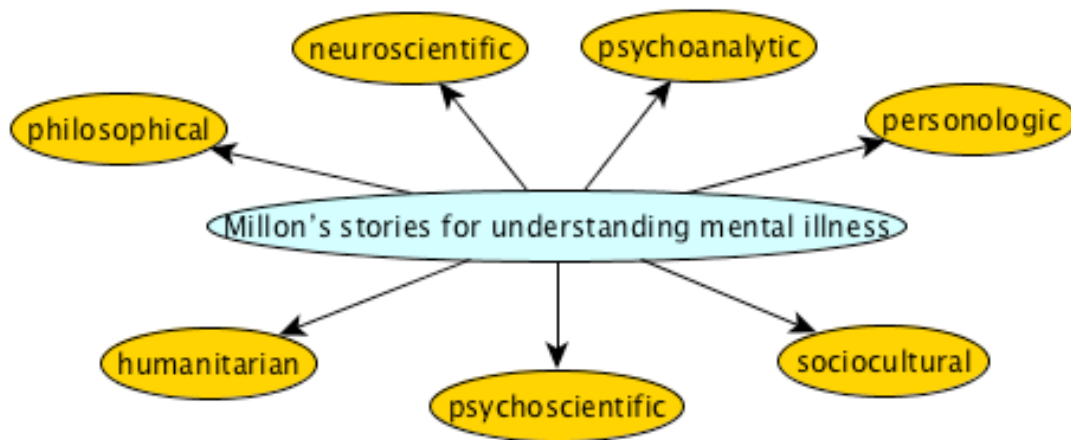 neuroscientific
psychoanalytic
philosophical
personologic
Millon's stories for understanding mental illness
humanitarian
sociocultural
psychoscientific